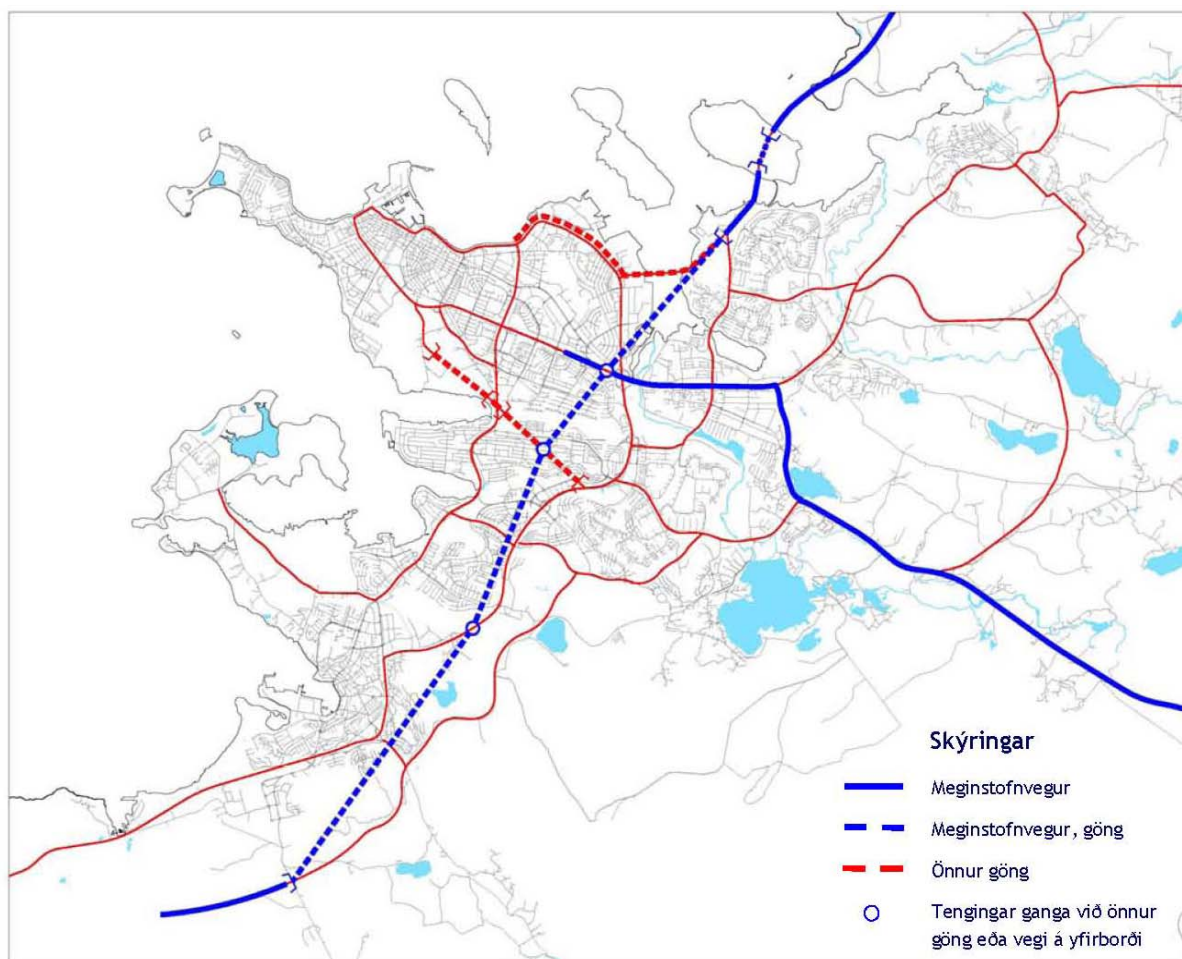 Skýringar
Meginstofnvegur
Meginstofnvegur, göng
Önnur göng
Tengingar ganga við önnur
göng eða vegi á yfirborði